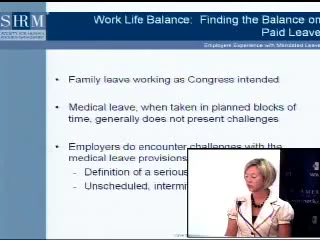 SHRM
Work Life Balance: Finding the Balance on
Paid Leave
Employers Experience with Mandated Leave
• Family leave working as Congress intended
• Medical leave, when taken in planned blocks of
time, generally does not present challenges
• Employers do encounter challenges with the
medical leave provisions
- Definition of a serious
- Unscheduled,